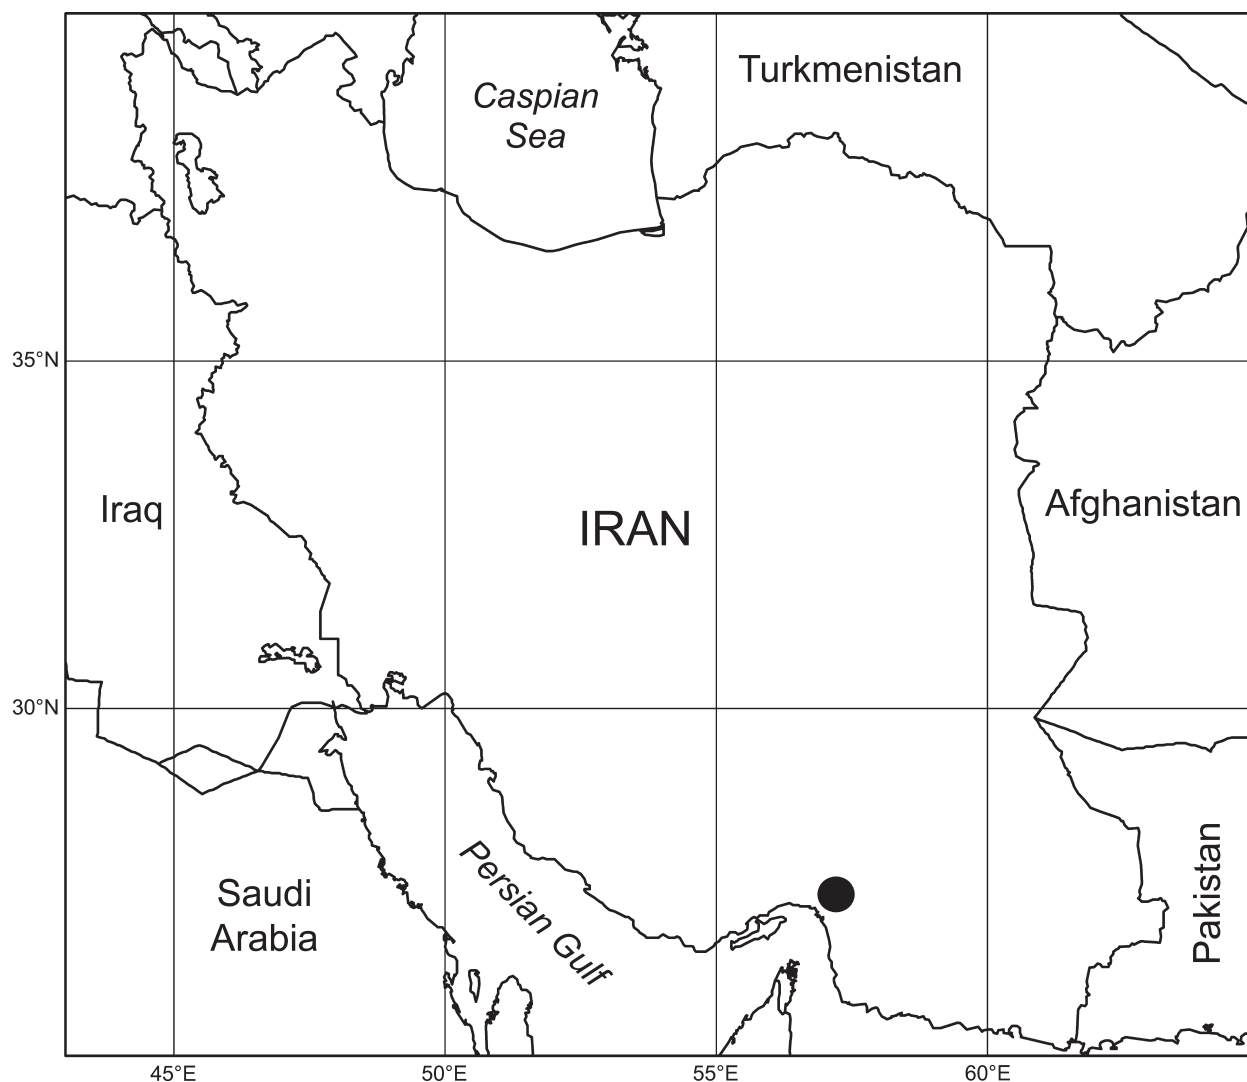 Turkmenistan
Caspian
Sea
35°N
Iraq
IRAN
Afghanistan
30°N
Saudi
Arabia
Persian Gulf
Pakistan
45°E
50°E
55°E
60°E